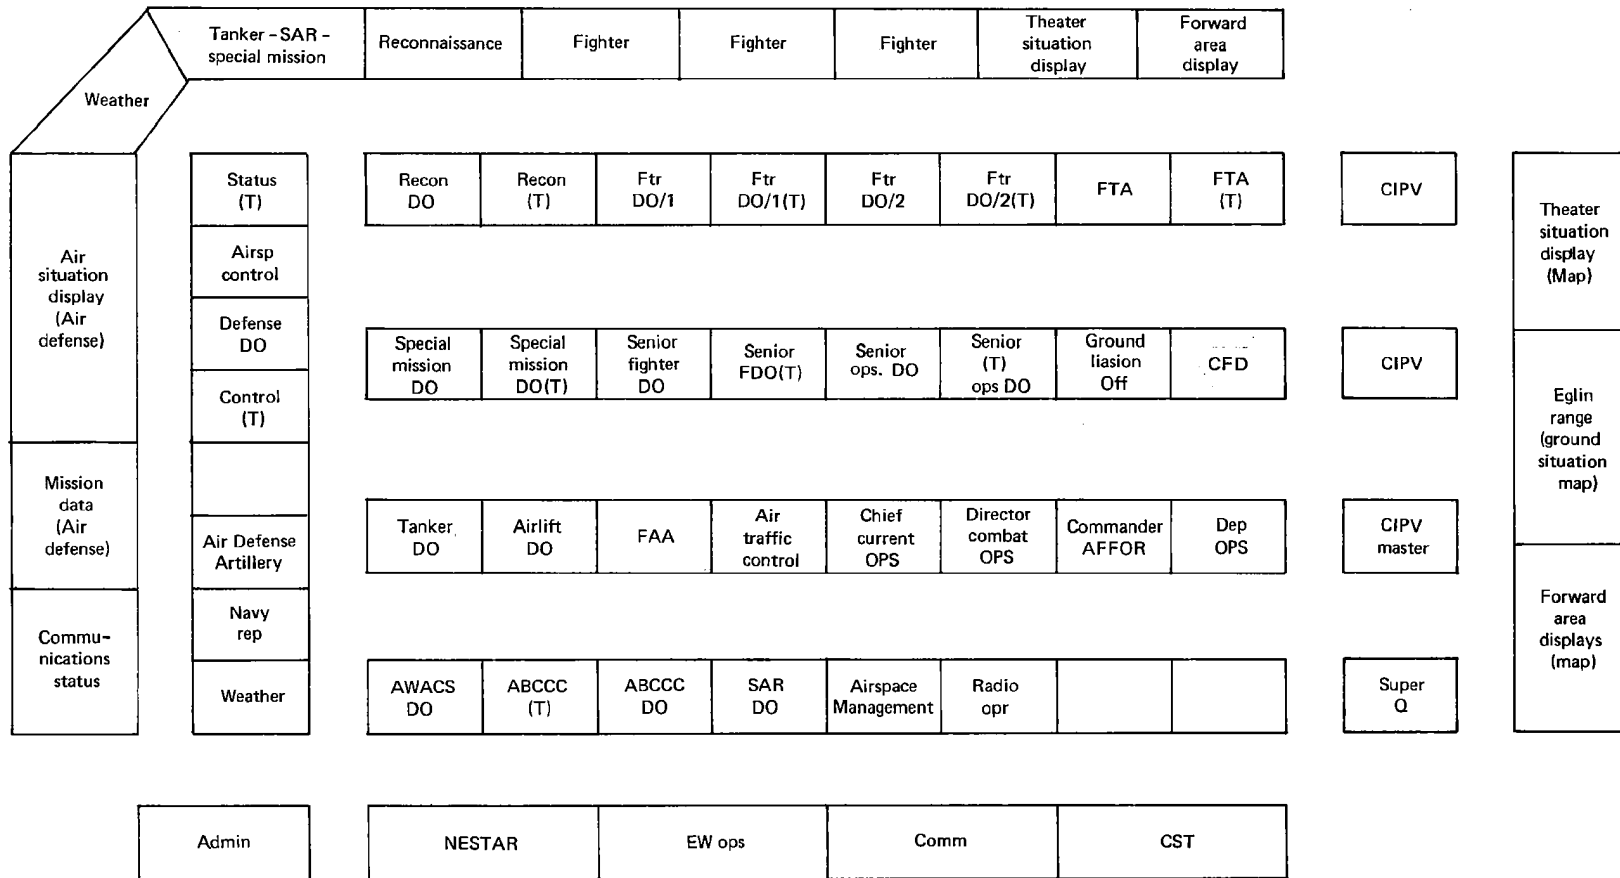 Tanker – SAR –
special mission
Reconnaissance
Fighter
Fighter
Fighter
Theater
situation
display
Forward
area
display
Weather
Air
situation
display
(Air
defense)
Mission
data
(Air
defense)
Commu–
nications
status
Status
(T)
Airsp
control
Defense
DO
Control
(T)
Air Defense
Artillery
Navy
rep
Weather
Recon
DO
Recon
(T)
Ftr
DO/1
Ftr
DO/1(T)
Ftr
DO/2
Ftr
DO/2(T)
FTA
FTA
(T)
CIPV
Special
mission
DO
Special
mission
DO(T)
Senior
fighter
DO
Senior
FDO(T)
Senior
ops. DO
Senior
(T)
ops DO
Ground
liasion
Off
CFD
CIPV
Tanker
DO
Airlift
DO
FAA
Air
traffic
control
Chief
current
OPS
Director
combat
OPS
Commander
AFFOR
Dep
OPS
CIPV
master
AWACS
DO
ABCCC
(T)
ABCCC
DO
SAR
DO
Airspace
Management
Radio
opr
Super
Q
Theater
situation
display
(Map)
Eglin
range
(ground
situation
map)
Forward
area
displays
(map)
Admin
NESTAR
EW ops
Comm
CST